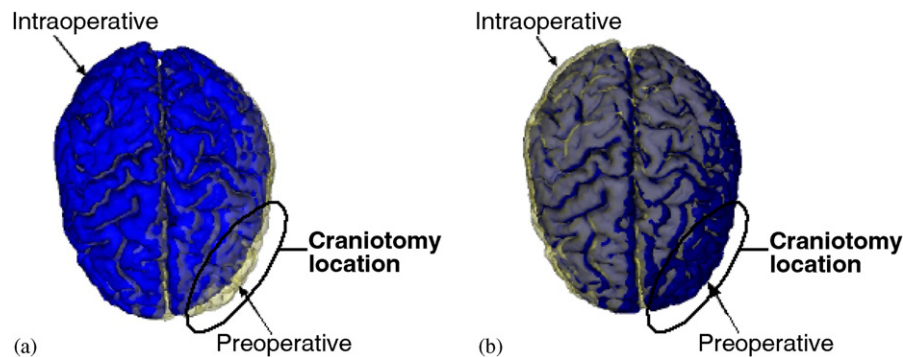 Intraoperative
Craniotomy
location
Preoperative
(a)
Intraoperative
Craniotomy
location
Preoperative
(b)